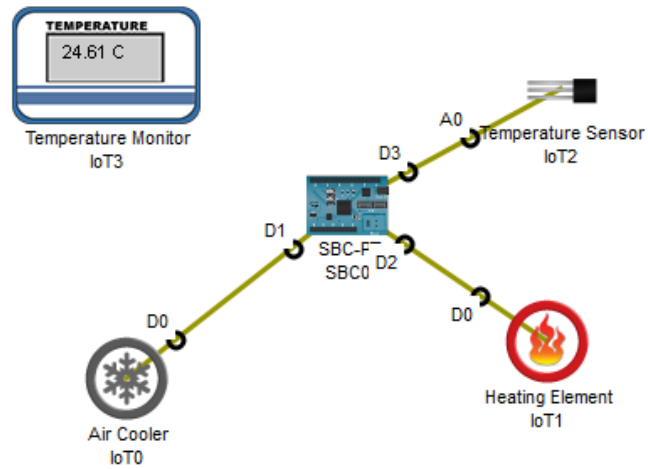 TEMPERATURE
24.61 C
Temperature Monitor
IoT3
A0
Temperature Sensor
IoT2
D3
D1
SBC0
D2
D0
D0
Heating Element
IoT1
Air Cooler
IoT0